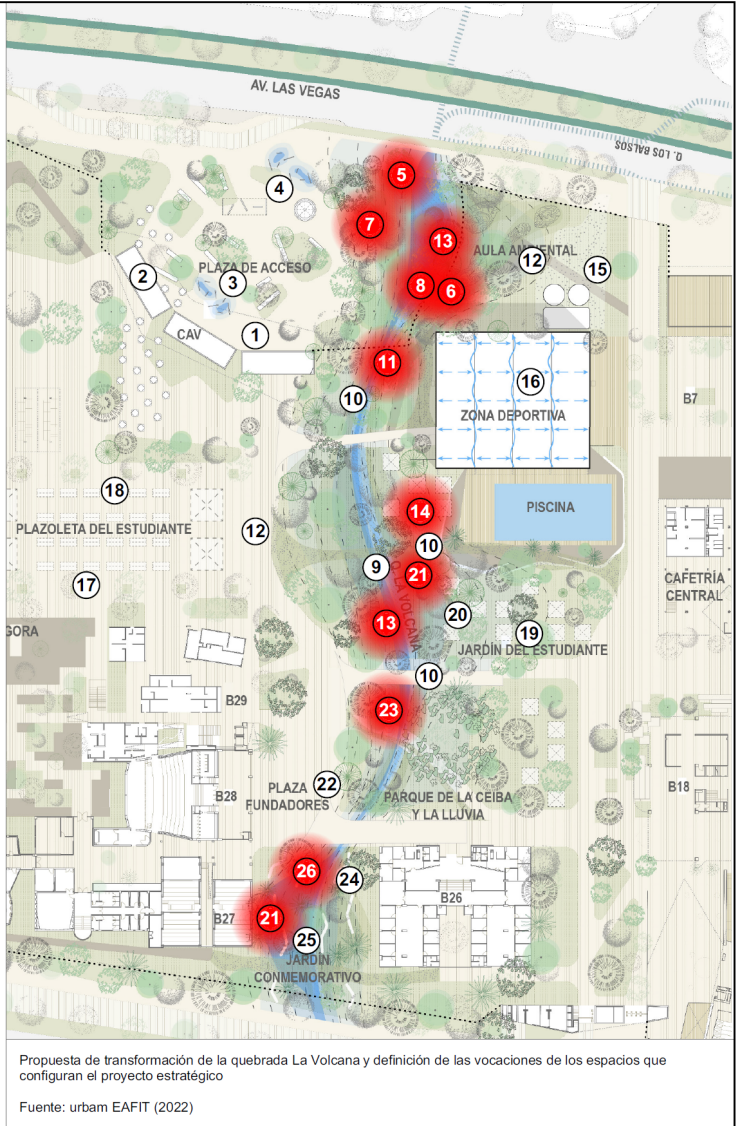 AV. LAS VEGAS
Q. LOS BALSOS
5
4
7
13
AULA AMBIENTAL
12
15
2
PLAZA DE ACCESO
3
8
6
CAV
1
11
10
16
ZONA DEPORTIVA
B7
18
14
PISCINA
PLAZOLETA DEL ESTUDIANTE
12
10
9
21
Q. LA VOLCANA
CAFETRÍA
CENTRAL
17
13
20
19
GORA
JARDÍN DEL ESTUDIANTE
10
B29
23
PLAZA
FUNDADORES
22
B28
PARQUE DE LA CEIBA
Y LA LLUVIA
B18
26
24
B26
B27
21
25
JARDÍN
CONMEMORATIVO
Propuesta de transformación de la quebrada La Volcana y definición de las vocaciones de los espacios que
configuran el proyecto estratégico
Fuente: urbam EAFIT (2022)